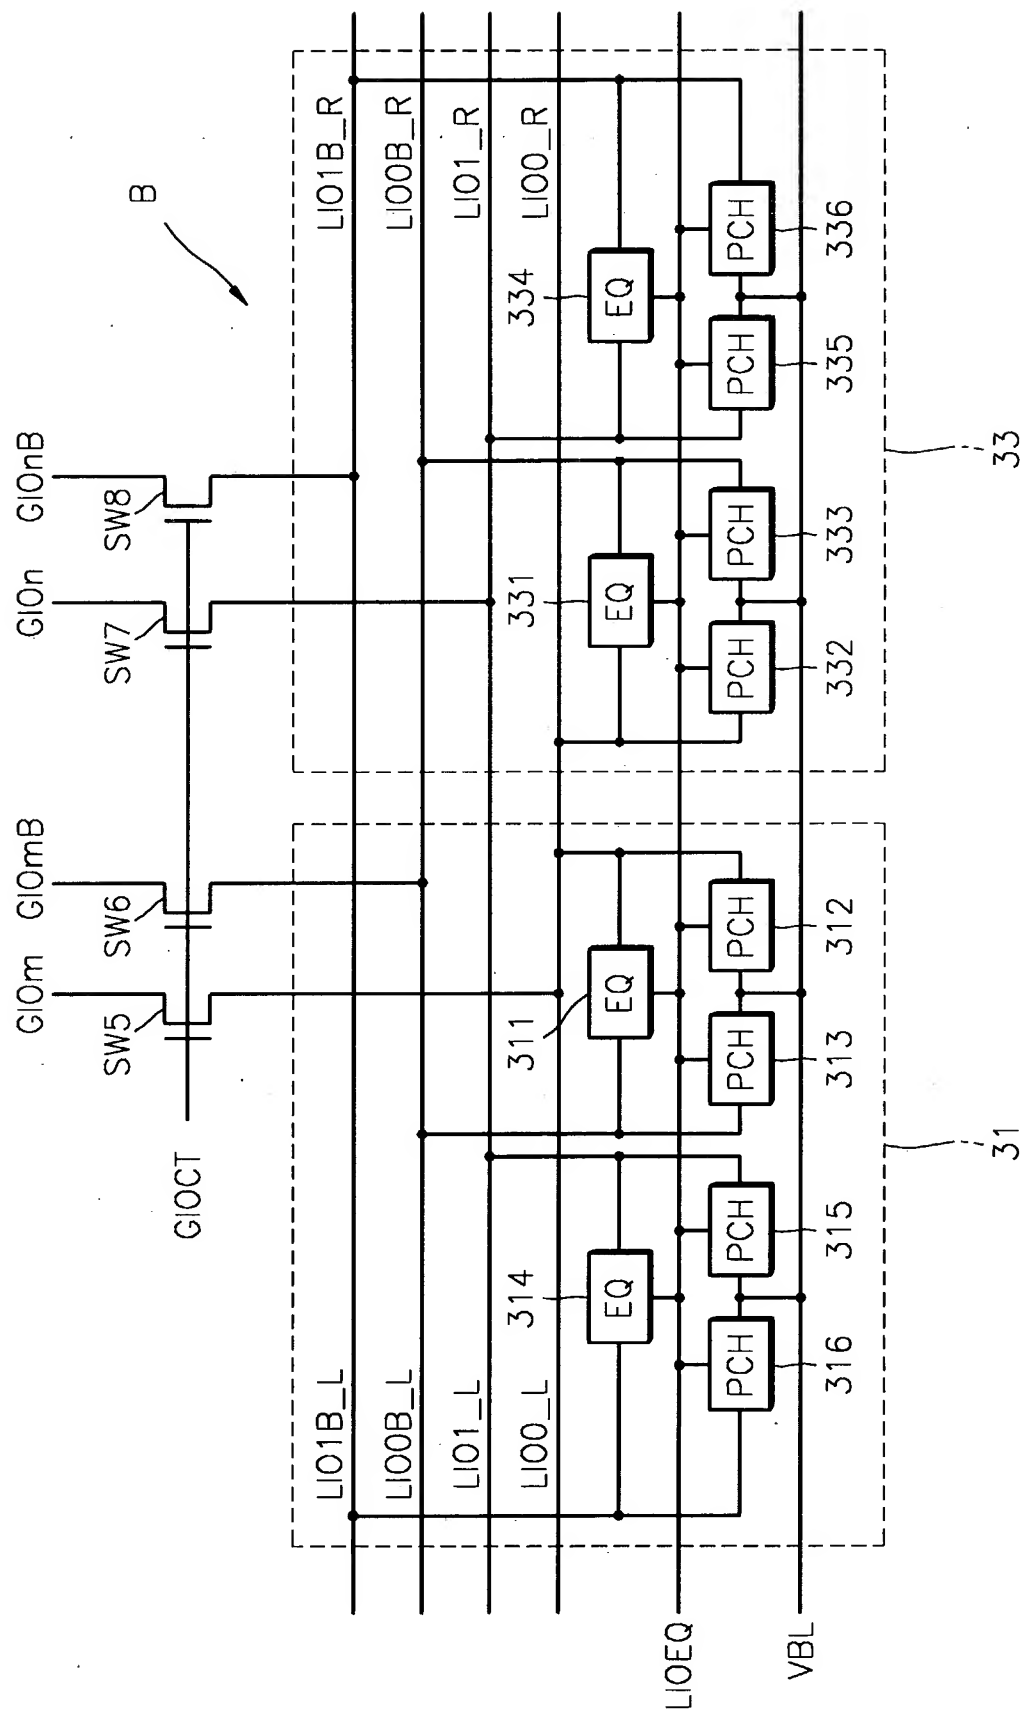 GIOm
GIOmB
GIOn
GIOnB
SW5
SW6
SW7
SW8
B
GIOCT
LIO1B_L
LIO1B_R
LIO0B_L
LIO0B_R
LIO1_L
LIO1_R
LIO0_L
LIO0_R
314
311
331
334
EQ
EQ
EQ
EQ
LIOEQ
PCH
PCH
PCH
PCH
PCH
PCH
PCH
PCH
VBL
316
315
313
312
332
333
335
336
31
33